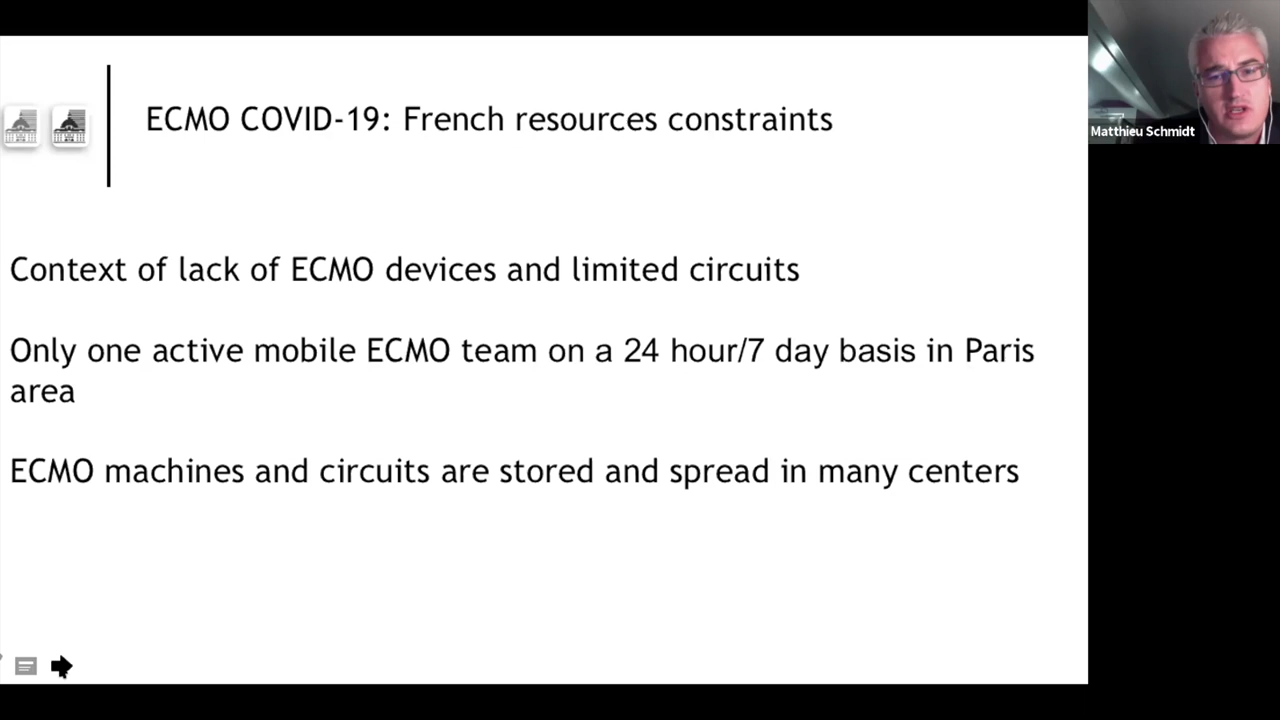 ECMO COVID-19: French resources constraints
Matthieu Schmidt
Context of lack of ECMO devices and limited circuits
Only one active mobile ECMO team on a 24 hour/7 day basis in Paris
area
ECMO machines and circuits are stored and spread in many centers